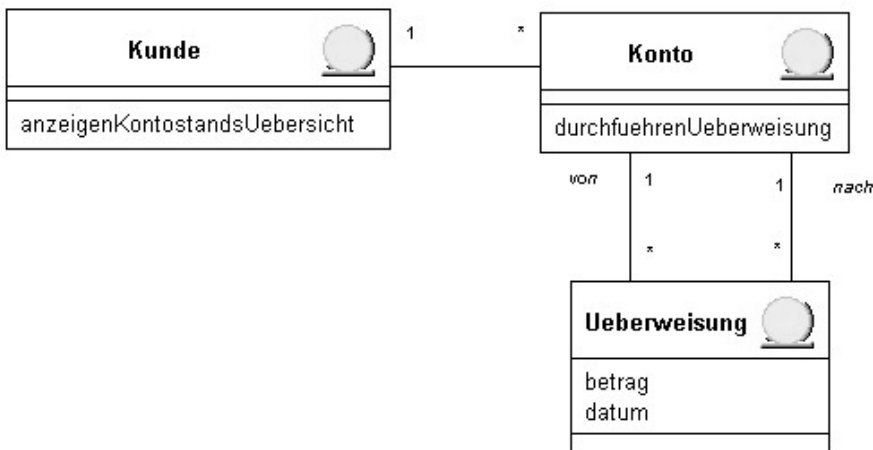 Kunde
1 *
Konto
anzeigenKontostandsUebersicht
durchfuehrenUeberweisung
von 1 1 nach
* *
Ueberweisung
betrag
datum